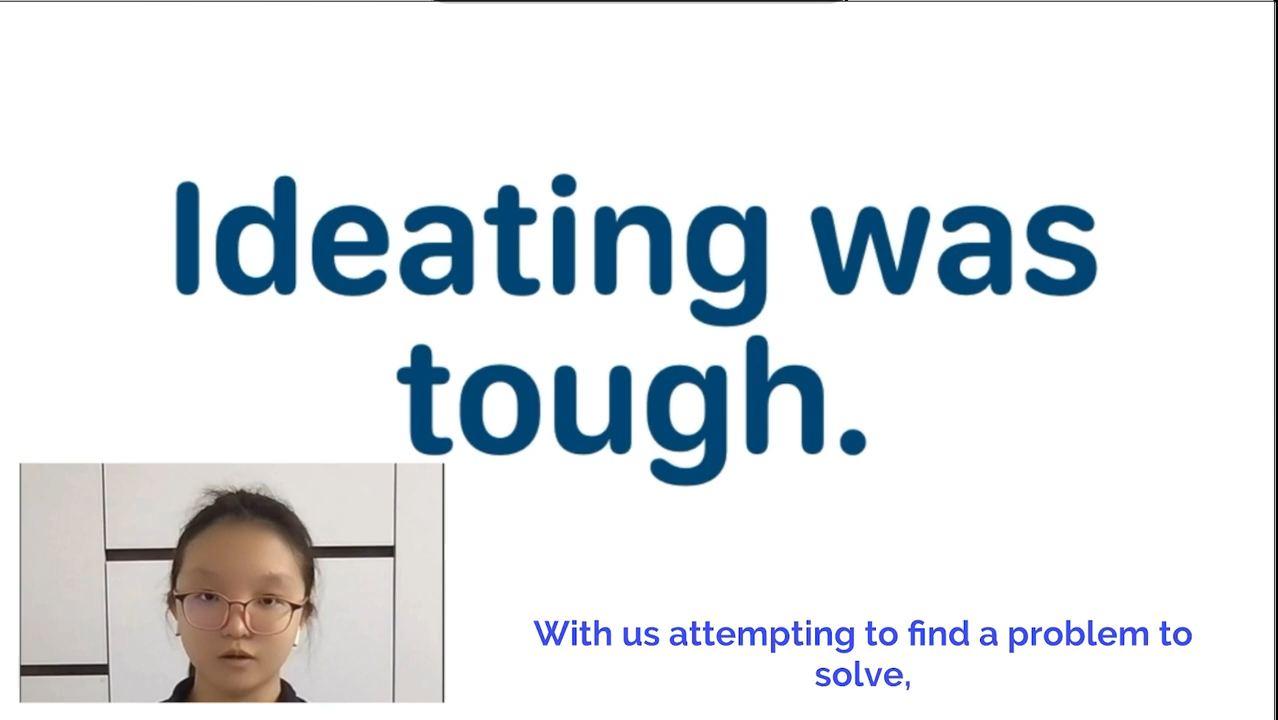 Ideating was
tough.
With us attempting to find a problem to
solve,